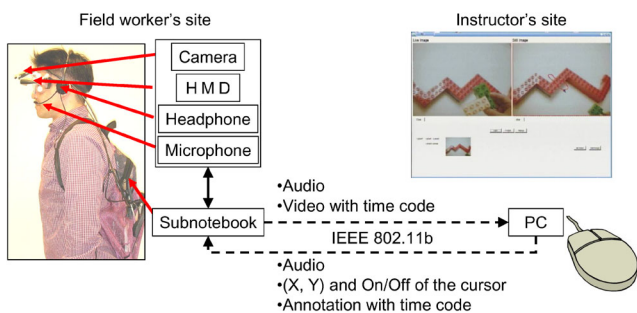 Field worker's site
Instructor's site
Camera
H M D
Headphone
Microphone
Subnotebook
•Audio
•Video with time code
IEEE 802.11b
PC
•Audio
•(X, Y) and On/Off of the cursor
•Annotation with time code